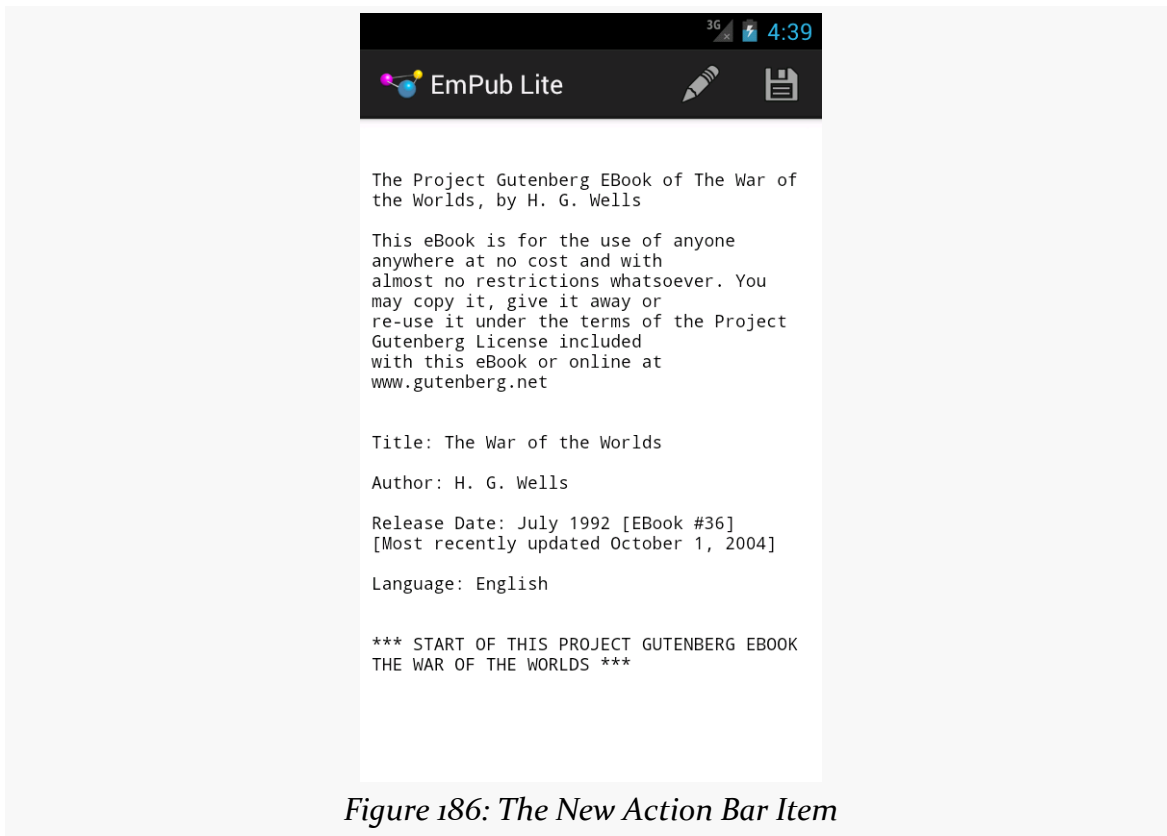 3G
4:39
EmPub Lite
The Project Gutenberg EBook of The War of
the Worlds, by H. G. Wells
This eBook is for the use of anyone
anywhere at no cost and with
almost no restrictions whatsoever. You
may copy it, give it away or
re-use it under the terms of the Project
Gutenberg License included
with this eBook or online at
www.gutenberg.net
Title: The War of the Worlds
Author: H. G. Wells
Release Date: July 1992 [EBook #36]
[Most recently updated October 1, 2004]
Language: English
*** START OF THIS PROJECT GUTENBERG EBOOK
THE WAR OF THE WORLDS ***
Figure 186: The New Action Bar Item